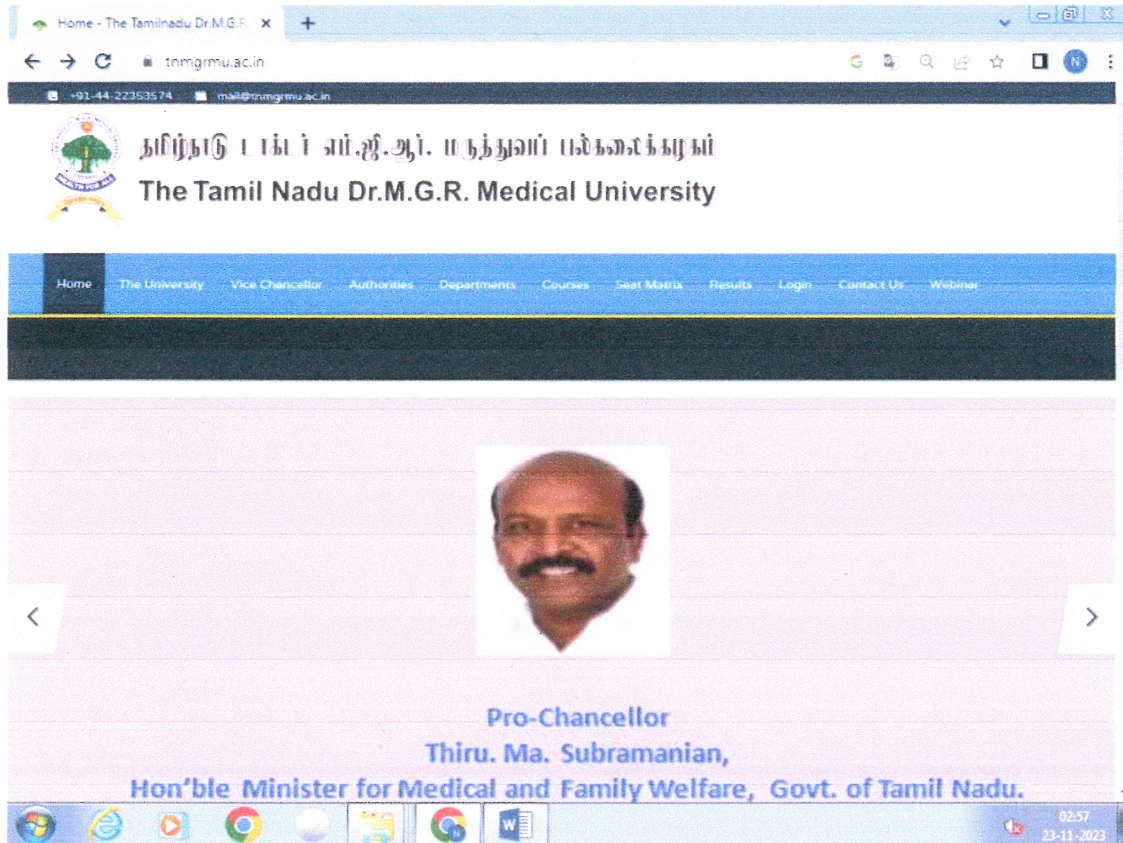 Home - The Tamilnadu Dr.M.G.R
tnmgrmu.ac.in
+91-44-22353574 mail@tnmgrmu.ac.in
தமிழ்நாடு டாக்டர் எம்.ஜி.ஆர். மருத்துவப் பல்கலைக்கழகம்
The Tamil Nadu Dr.M.G.R. Medical University
HEALTH FOR ALL
Home The University Vice Chancellor Authorities Departments Courses Seat Matrix Results Login Contact Us Webinar
Pro-Chancellor
Thiru. Ma. Subramanian,
Hon'ble Minister for Medical and Family Welfare, Govt. of Tamil Nadu.
02:57
23-11-2023